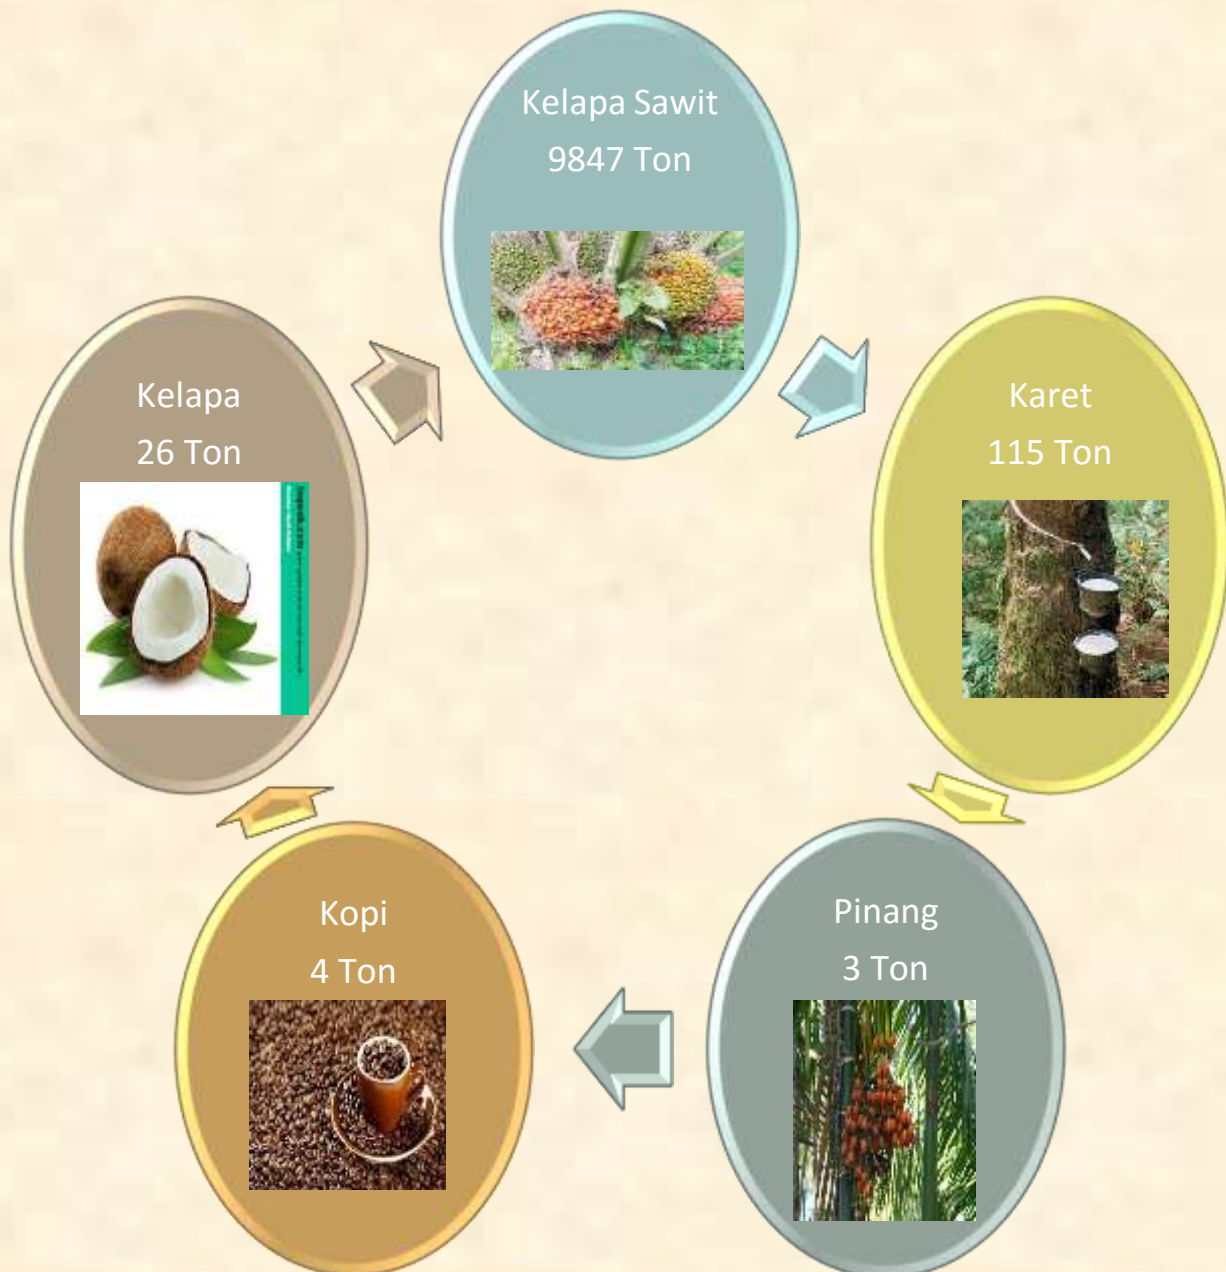 Kelapa Sawit
9847 Ton
Karet
115 Ton
Pinang
3 Ton
Kopi
4 Ton
Kelapa
26 Ton